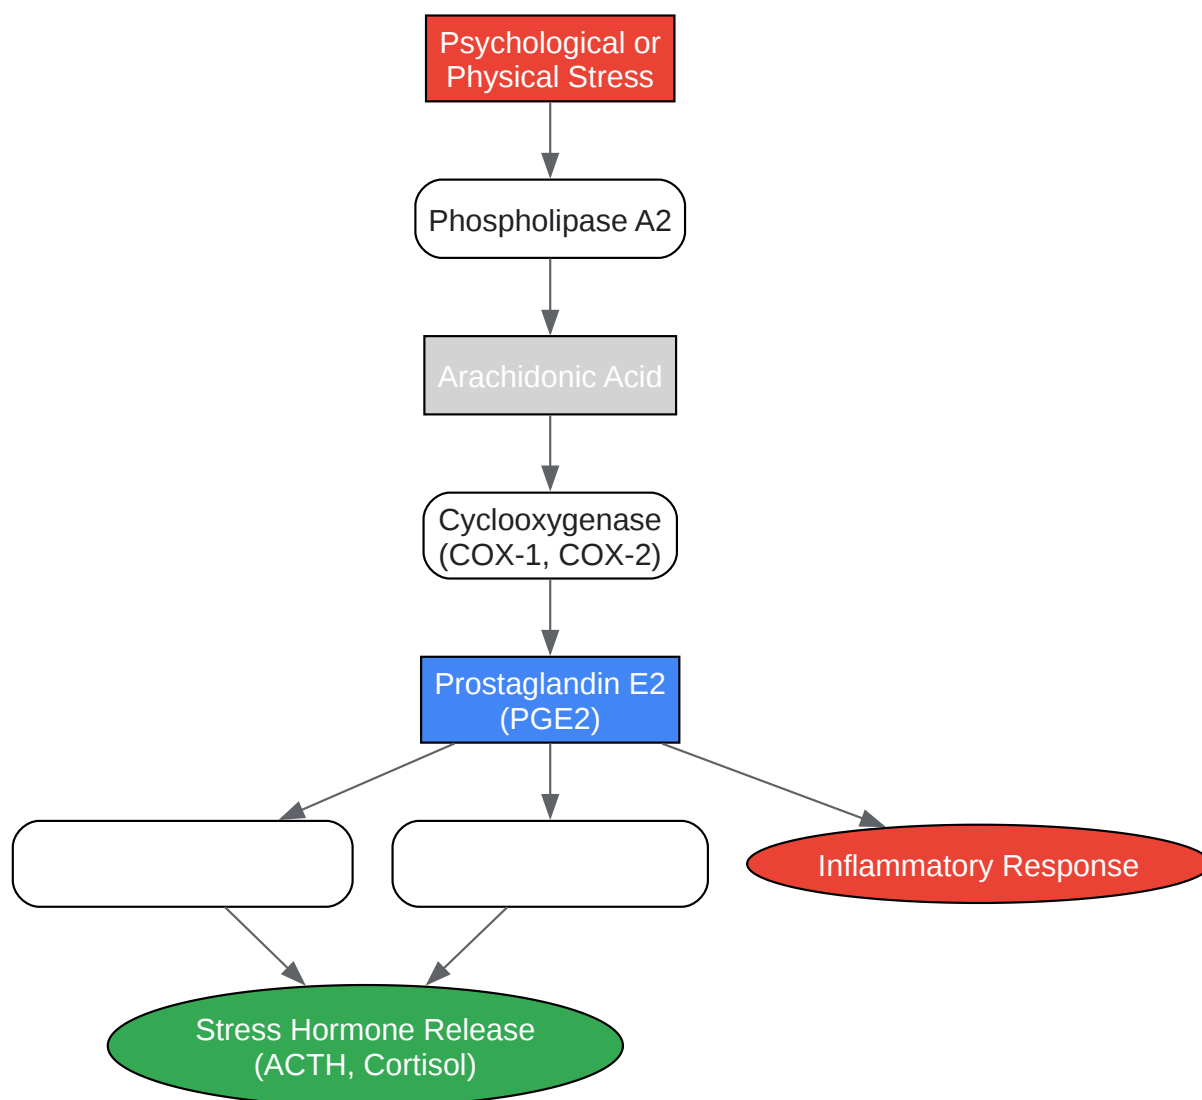 Psychological or
Physical Stress
Phospholipase A2
Arachidonic Acid
Cyclooxygenase
(COX-1, COX-2)
Prostaglandin E2
(PGE2)
Inflammatory Response
Stress Hormone Release
(ACTH, Cortisol)